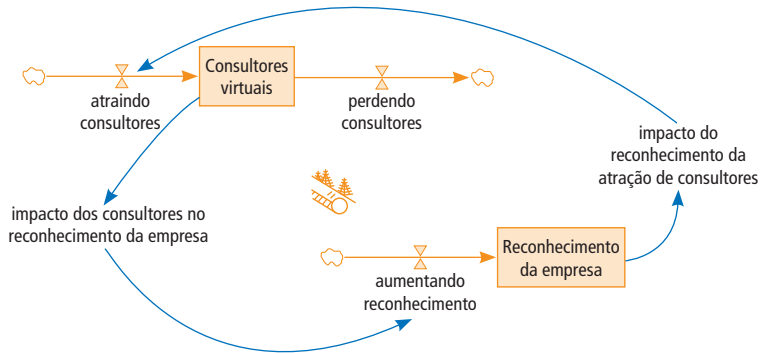 Consultores
virtuais
atraindo
consultores
perdendo
consultores
impacto do
reconhecimento da
atração de consultores
impacto dos consultores no
reconhecimento da empresa
Reconhecimento
da empresa
aumentando
reconhecimento